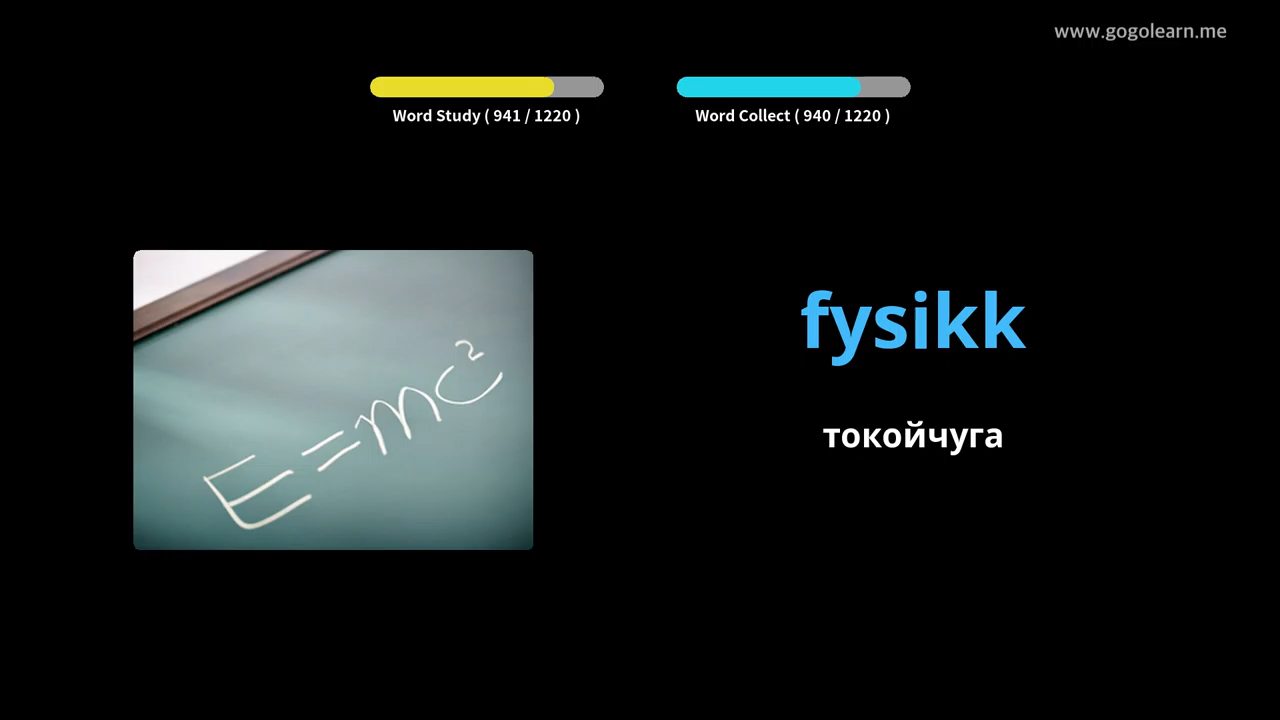 www.gogolearn.me
Word Study ( 941 / 1220 )
Word Collect ( 940 / 1220 )
E=mc²
fysikk
токойчуга